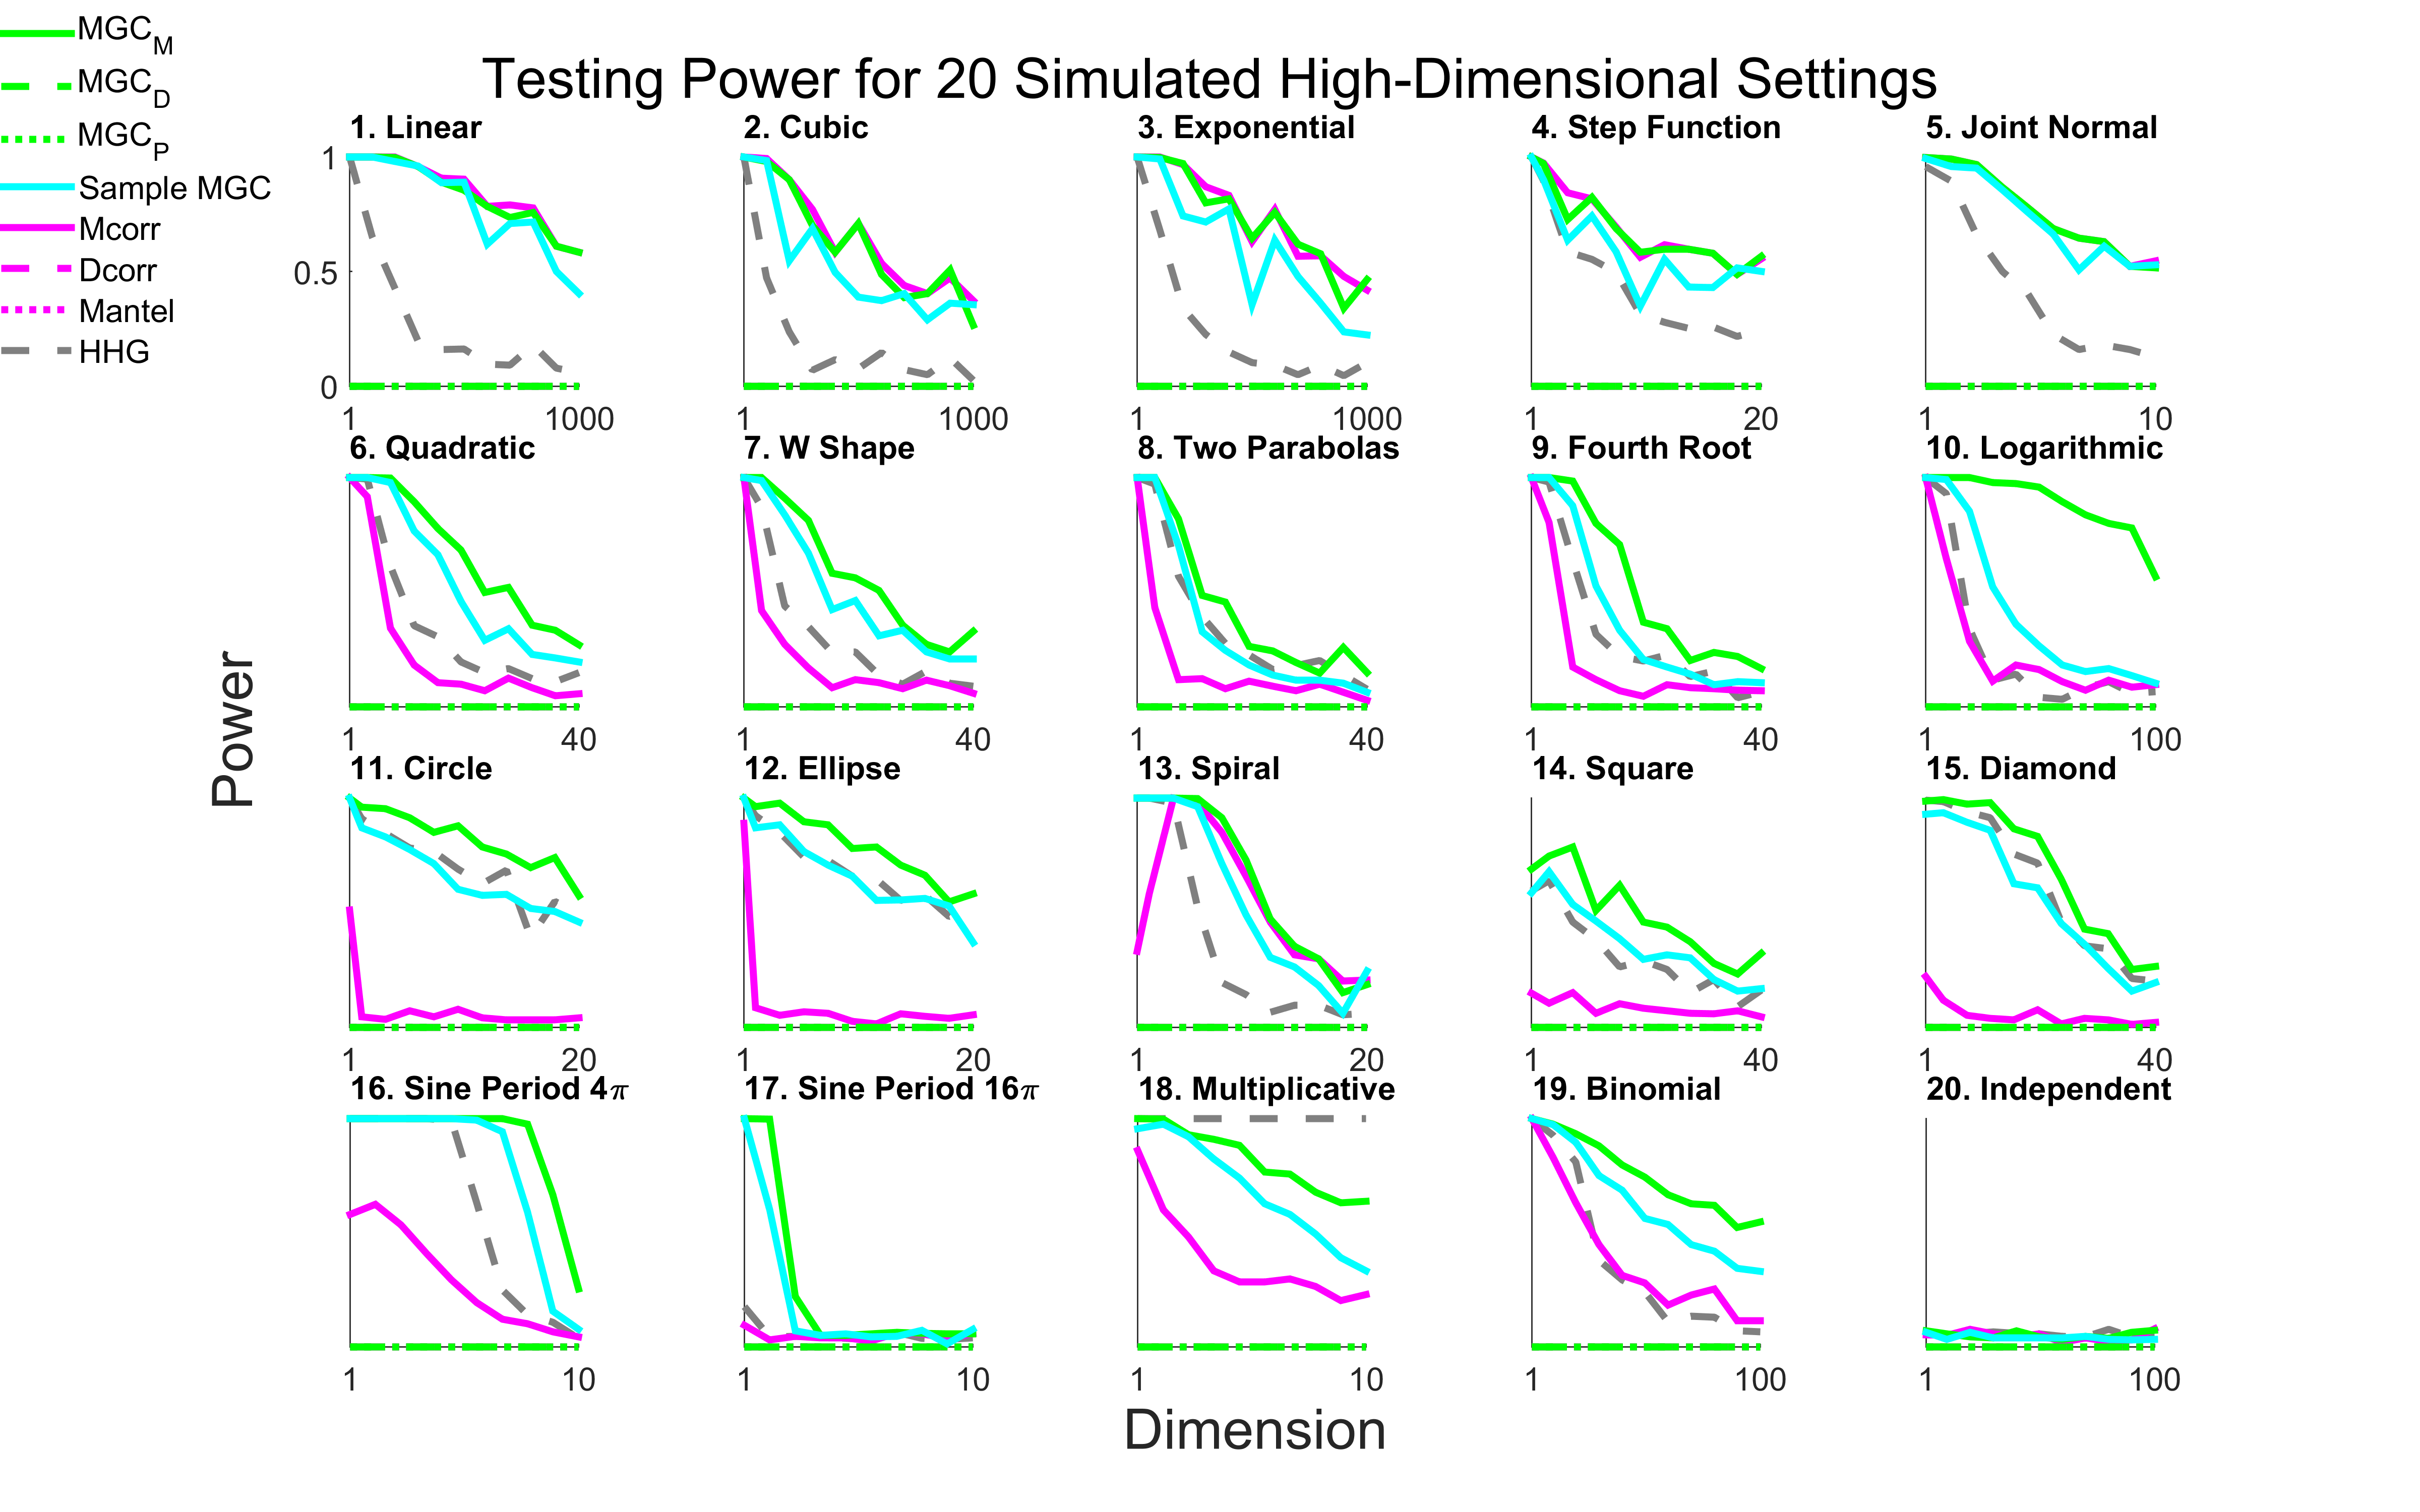 MGC_M
MGC_D
MGC_P
Sample MGC
Mcorr
Dcorr
Mantel
HHG
Testing Power for 20 Simulated High-Dimensional Settings
1. Linear
2. Cubic
3. Exponential
4. Step Function
5. Joint Normal
1
0.5
0
1 1000
1 1000
1 1000
1 20
1 10
6. Quadratic
7. W Shape
8. Two Parabolas
9. Fourth Root
10. Logarithmic
1 40
1 40
1 40
1 40
1 100
11. Circle
12. Ellipse
13. Spiral
14. Square
15. Diamond
1 20
1 20
1 20
1 40
1 40
16. Sine Period 4π
17. Sine Period 16π
18. Multiplicative
19. Binomial
20. Independent
1 10
1 10
1 10
1 100
1 100
Power
Dimension